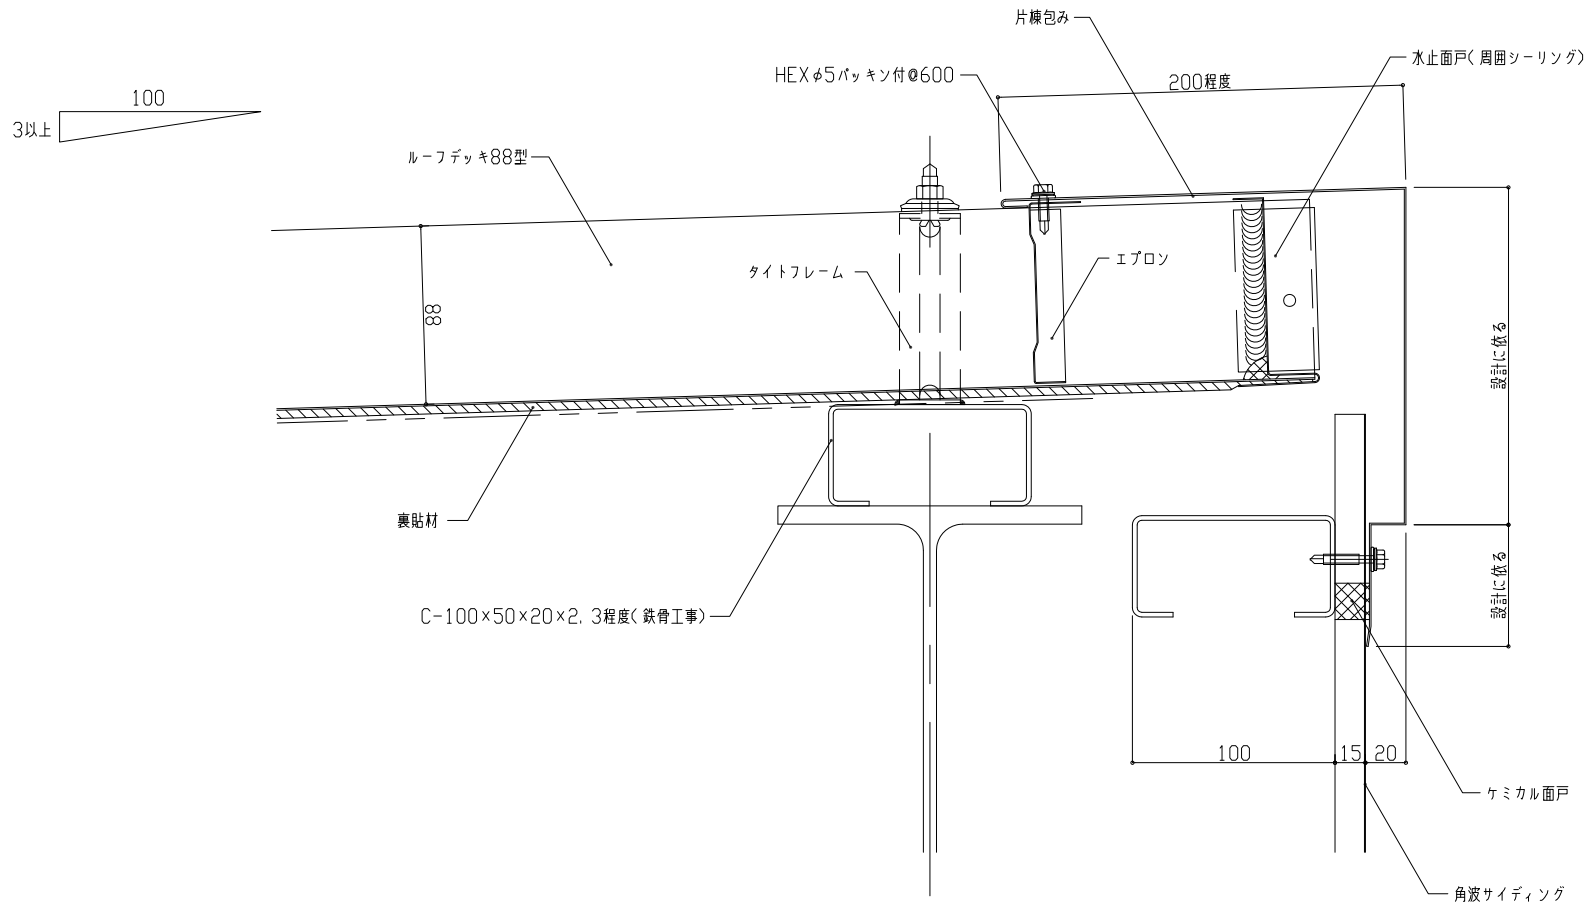 片棟包み
水止面戸(周囲シーリング)
HEXφ5パッキン付@600
200程度
100
3以上
ルーフデッキ88型
エプロン
タイトフレーム
88
設計に依る
裏貼材
設計に依る
C-100×50×20×2.3程度(鉄骨工事)
100
15
20
ケミカル面戸
角波サイディング